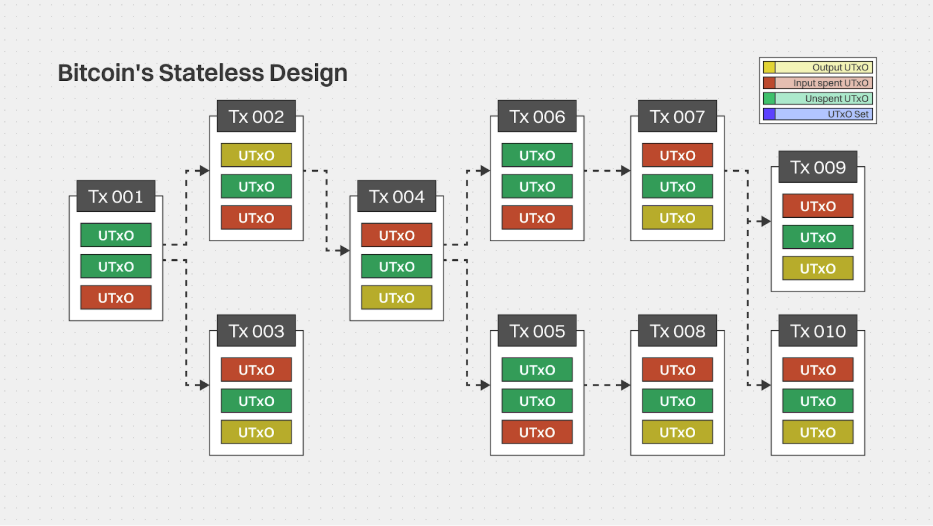 Bitcoin's Stateless Design
Output UTxO
Input spent UTxO
Unspent UTxO
UTxO Set
Tx 001
UTxO
UTxO
UTxO
Tx 002
UTxO
UTxO
UTxO
Tx 003
UTxO
UTxO
UTxO
Tx 004
UTxO
UTxO
UTxO
Tx 006
UTxO
UTxO
UTxO
Tx 005
UTxO
UTxO
UTxO
Tx 007
UTxO
UTxO
UTxO
Tx 008
UTxO
UTxO
UTxO
Tx 009
UTxO
UTxO
UTxO
Tx 010
UTxO
UTxO
UTxO